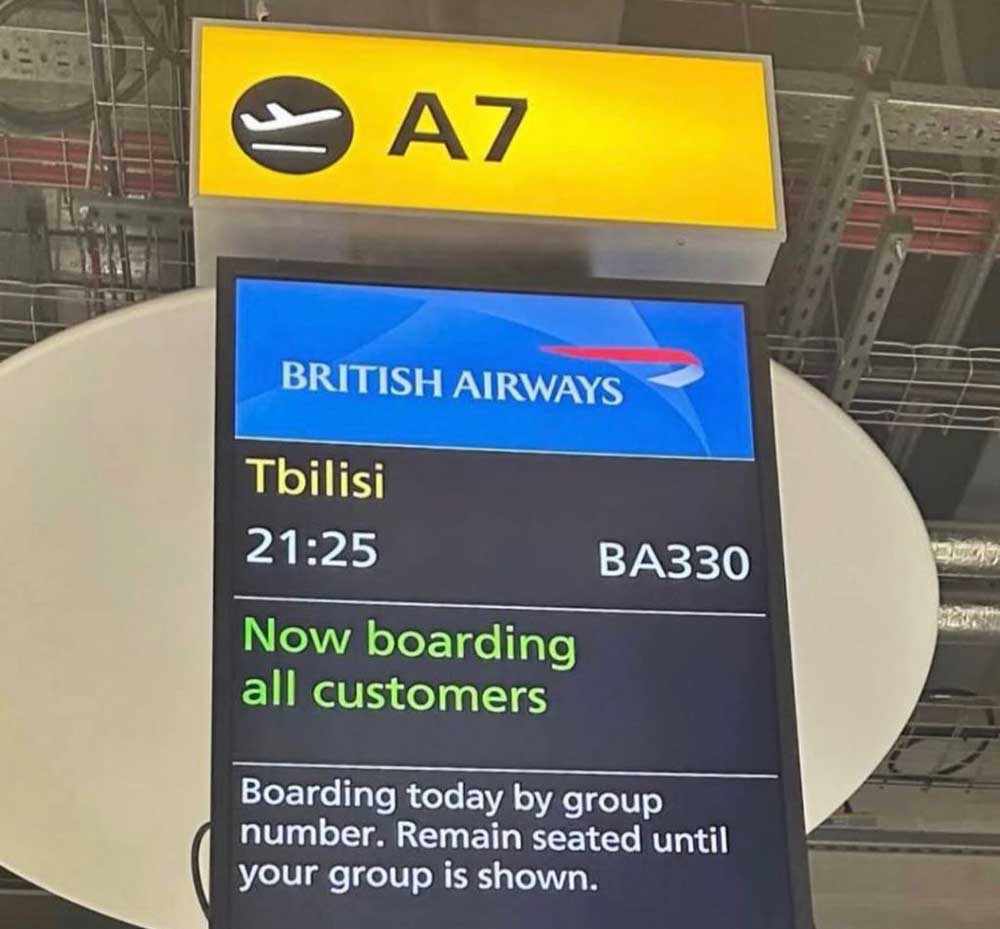 A7
BRITISH AIRWAYS
Tbilisi
21:25 BA330
Now boarding
all customers
Boarding today by group
number. Remain seated until
your group is shown.